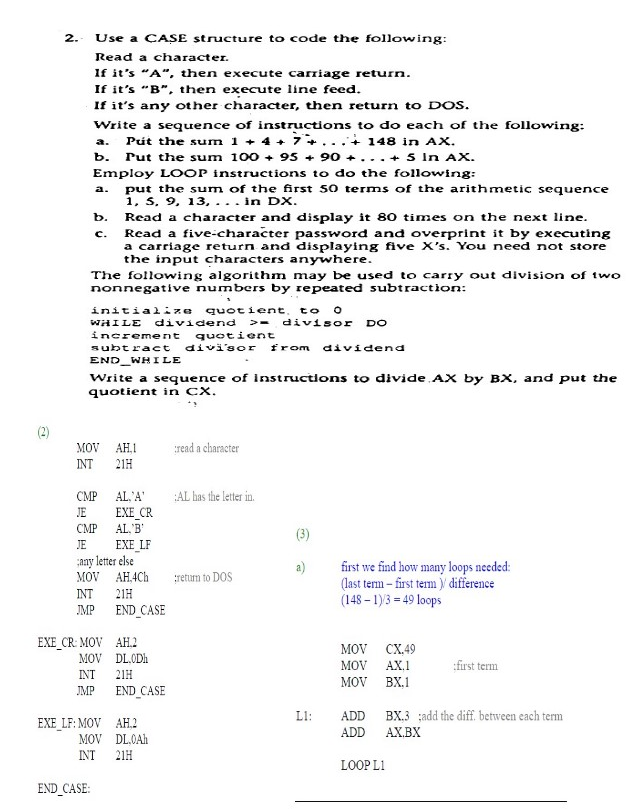 2. Use a CASE structure to code the following:
Read a character.
If it's "A", then execute carriage return.
If it's "B", then execute line feed.
If it's any other character, then return to DOS.
Write a sequence of instructions to do each of the following:
a. Put the sum 1 + 4 + 7 + . . . + 148 in AX.
b. Put the sum 100 + 95 + 90 + . . . + 5 in AX.
Employ LOOP instructions to do the following:
a. put the sum of the first 50 terms of the arithmetic sequence
1, 5, 9, 13, . . . in DX.
b. Read a character and display it 80 times on the next line.
c. Read a five-character password and overprint it by executing
a carriage return and displaying five X's. You need not store
the input characters anywhere.
The following algorithm may be used to carry out division of two
nonnegative numbers by repeated subtraction:
initialize quotient to 0
WHILE dividend >= divisor DO
increment quotient
subtract divisor from dividend
END_WHILE
Write a sequence of instructions to divide AX by BX, and put the
quotient in CX.
(2)
MOV AH,1 ;read a character
INT 21H
CMP AL,'A' ;AL has the letter in.
JE EXE_CR
CMP AL,'B'
JE EXE_LF
;any letter else
MOV AH,4Ch ;return to DOS
INT 21H
JMP END_CASE
EXE_CR: MOV AH,2
MOV DL,0Dh
INT 21H
JMP END_CASE
EXE_LF: MOV AH,2
MOV DL,0Ah
INT 21H
END_CASE:
(3)
a) first we find how many loops needed:
(last term – first term )/ difference
(148 – 1)/3 = 49 loops
MOV CX,49
MOV AX,1 ;first term
MOV BX,1
L1: ADD BX,3 ;add the diff. between each term
ADD AX,BX
LOOP L1